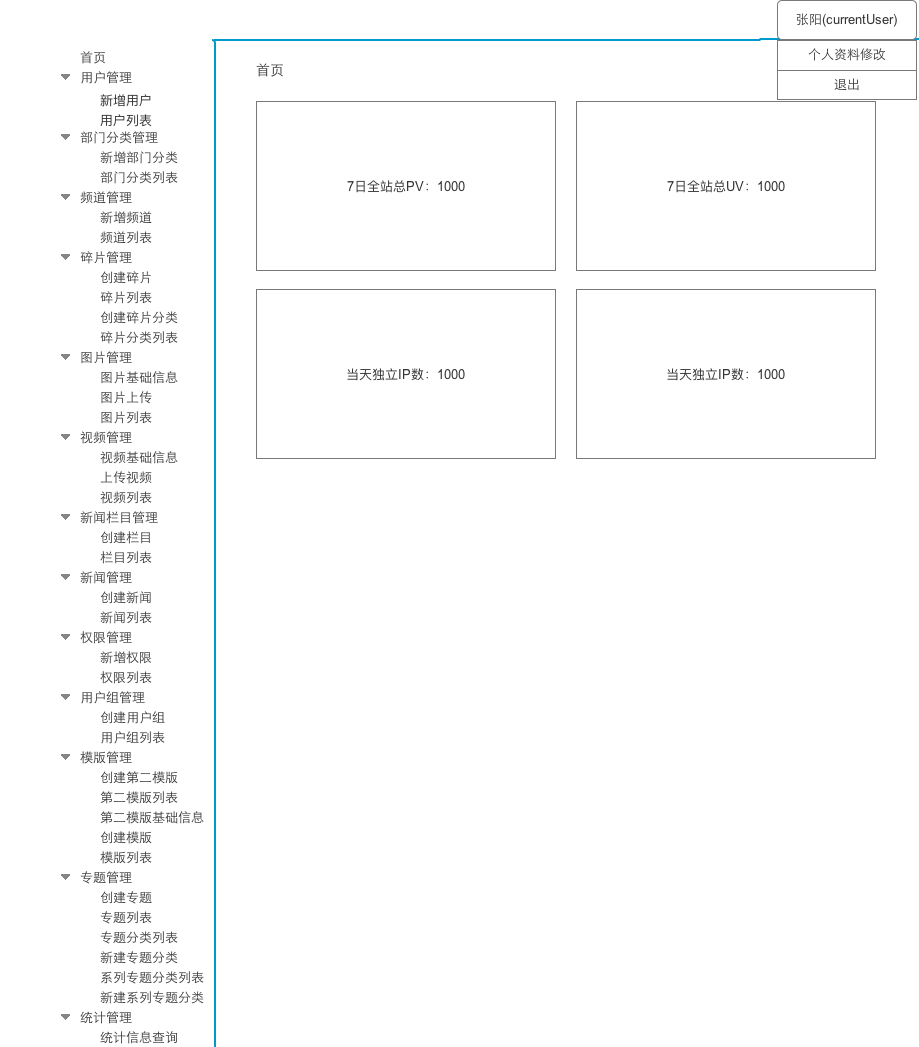 张阳(currentUser)
个人资料修改
退出
首页
用户管理
新增用户
用户列表
部门分类管理
新增部门分类
部门分类列表
频道管理
新增频道
频道列表
碎片管理
创建碎片
碎片列表
创建碎片分类
碎片分类列表
图片管理
图片基础信息
图片上传
图片列表
视频管理
视频基础信息
上传视频
视频列表
新闻栏目管理
创建栏目
栏目列表
新闻管理
创建新闻
新闻列表
权限管理
新增权限
权限列表
用户组管理
创建用户组
用户组列表
模版管理
创建第二模版
第二模版列表
第二模版基础信息
创建模版
模版列表
专题管理
创建专题
专题列表
专题分类列表
新建专题分类
系列专题分类列表
新建系列专题分类
统计管理
统计信息查询
首页
7日全站总PV：1000
7日全站总UV：1000
当天独立IP数：1000
当天独立IP数：1000